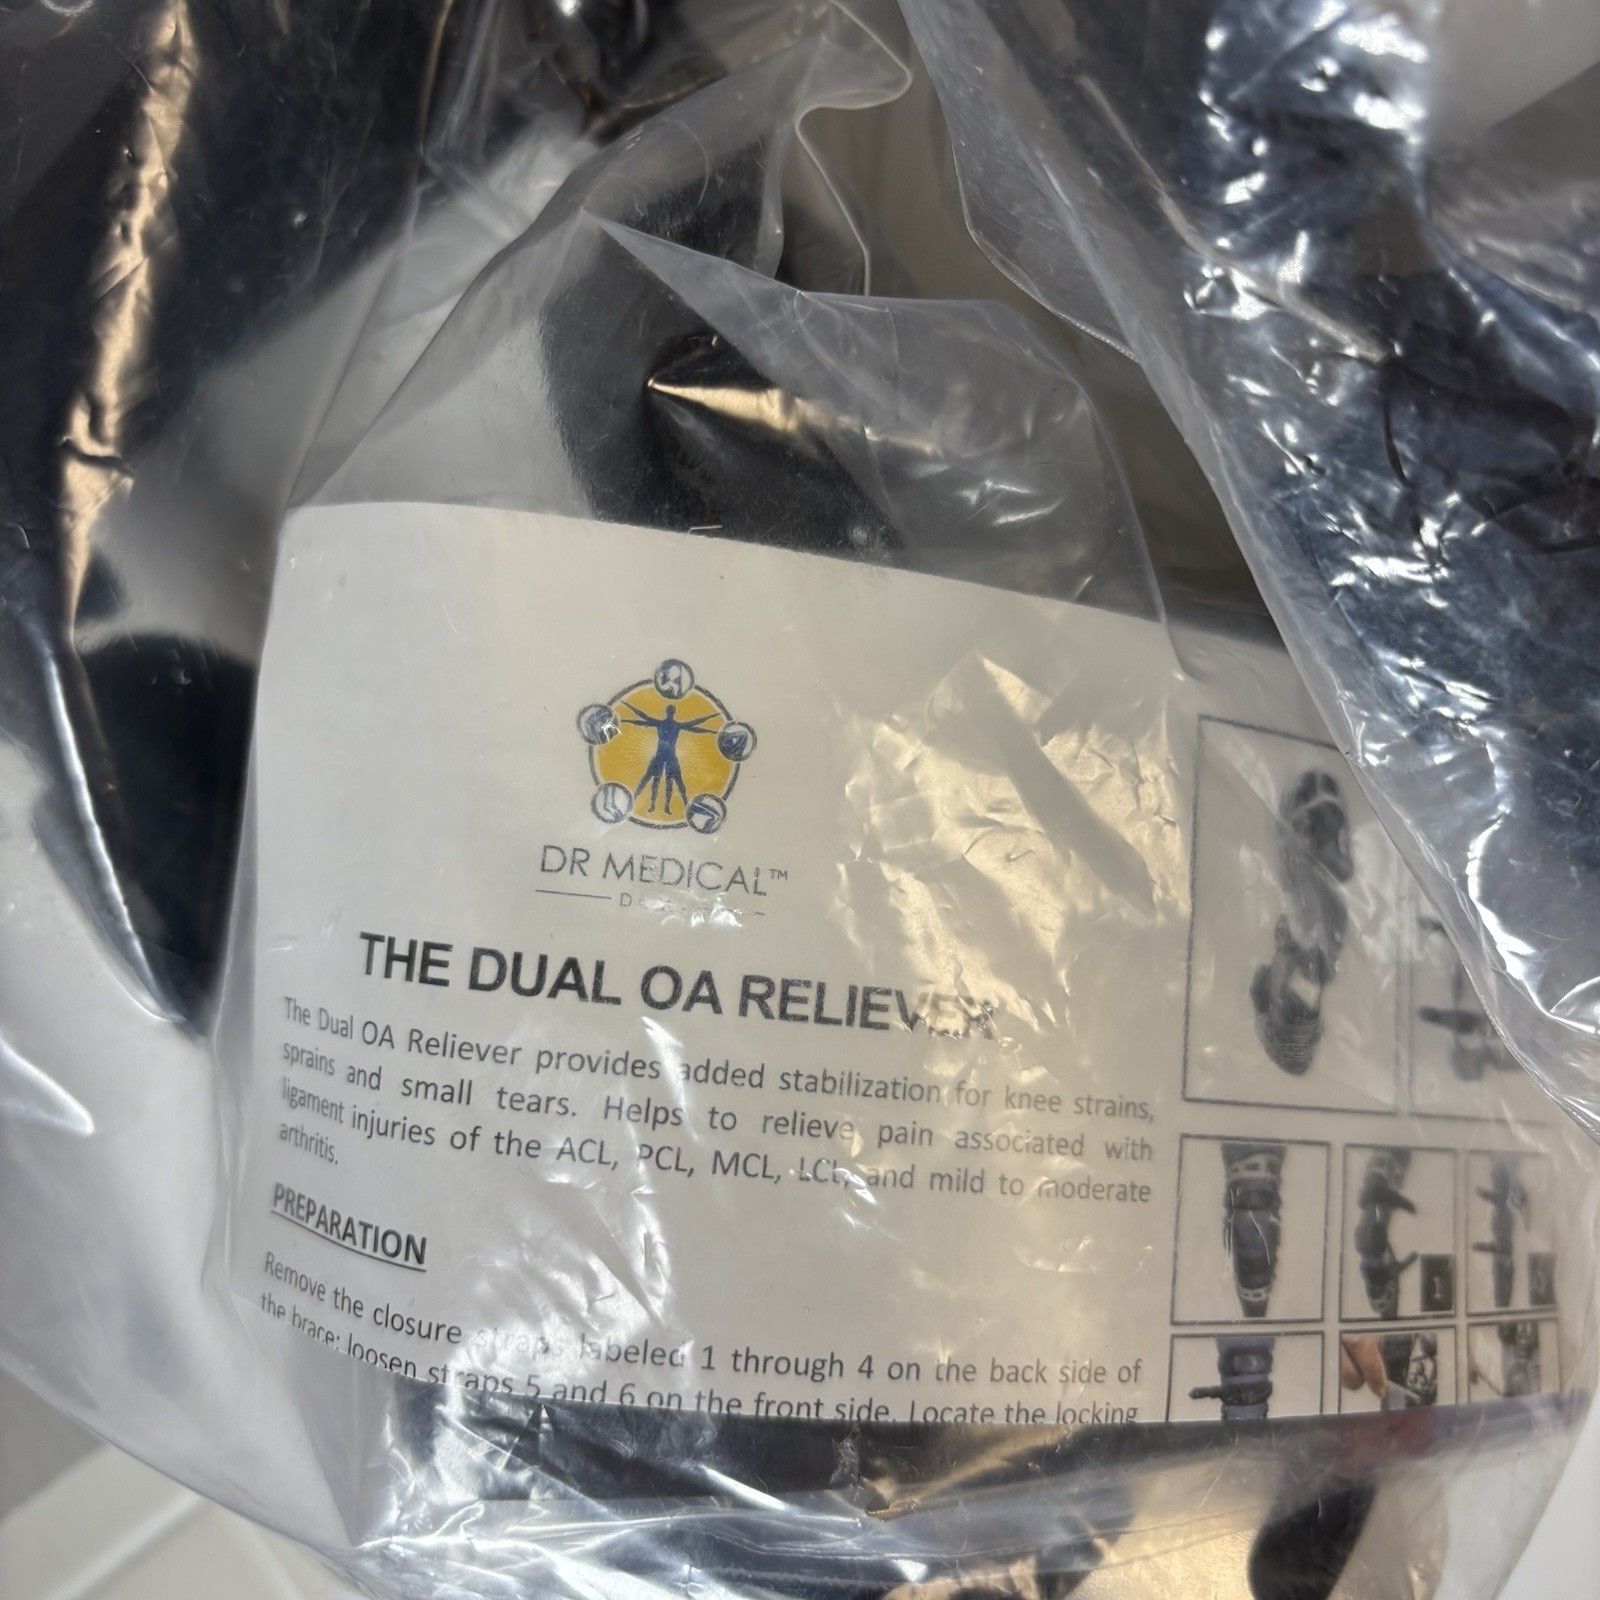 DR MEDICAL™
THE DUAL OA RELIEVER
The Dual OA Reliever provides added stabilization for knee strains,
sprains and small tears. Helps to relieve pain associated with
ligament injuries of the ACL, PCL, MCL, LCL, and mild to moderate
arthritis.
PREPARATION
Remove the closure straps labeled 1 through 4 on the back side of
the brace; loosen straps 5 and 6 on the front side. Locate the locking
1